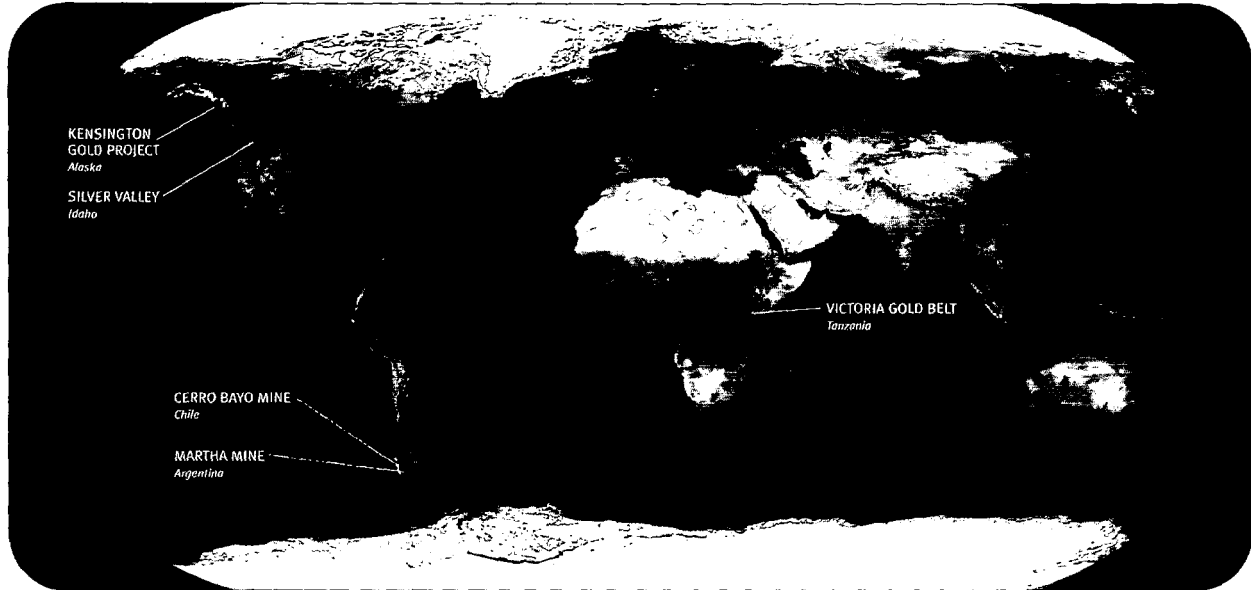 KENSINGTON
GOLD PROJECT
Alaska
SILVER VALLEY
Idaho
VICTORIA GOLD BELT
Tanzania
CERRO BAYO MINE
Chile
MARTHA MINE
Argentina